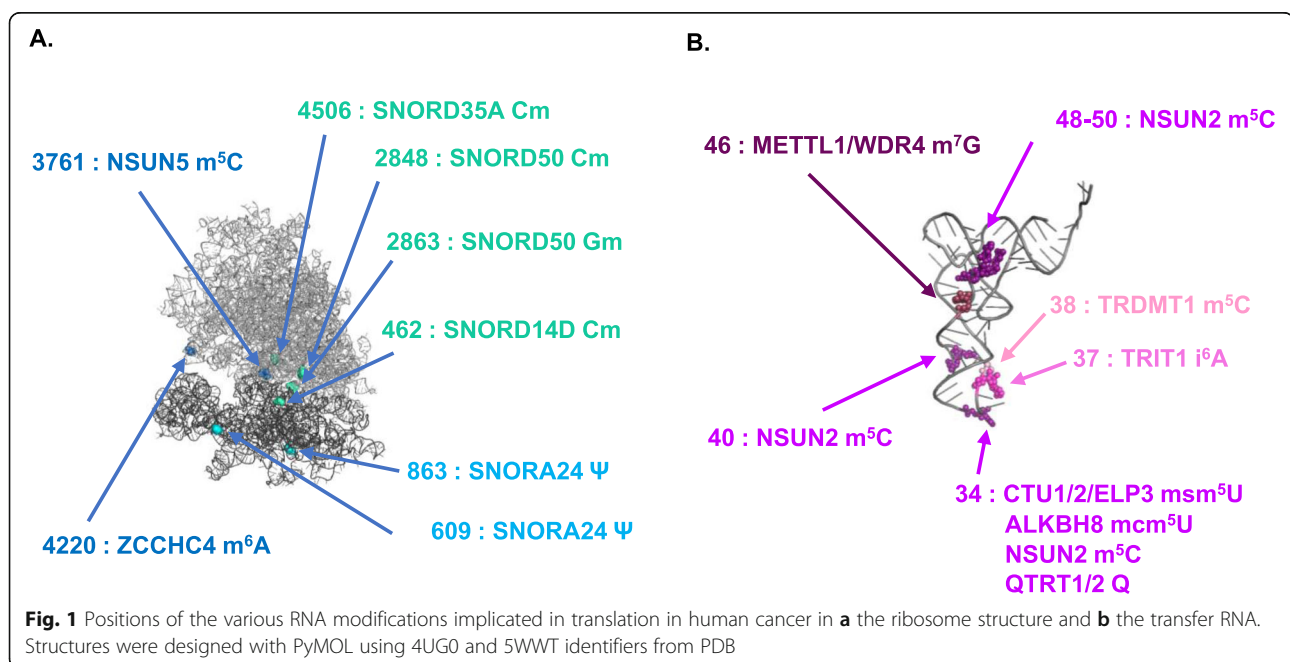 A.
4506 : SNORD35A Cm
3761 : NSUN5 m⁵C
2848 : SNORD50 Cm
2863 : SNORD50 Gm
462 : SNORD14D Cm
863 : SNORA24 Ψ
609 : SNORA24 Ψ
4220 : ZCCHC4 m⁶A
B.
48-50 : NSUN2 m⁵C
46 : METTL1/WDR4 m⁷G
38 : TRDMT1 m⁵C
37 : TRIT1 i⁶A
40 : NSUN2 m⁵C
34 : CTU1/2/ELP3 msm⁵U
ALKBH8 mcm⁵U
NSUN2 m⁵C
QTRT1/2 Q
Fig. 1 Positions of the various RNA modifications implicated in translation in human cancer in a the ribosome structure and b the transfer RNA.
Structures were designed with PyMOL using 4UG0 and 5WWT identifiers from PDB